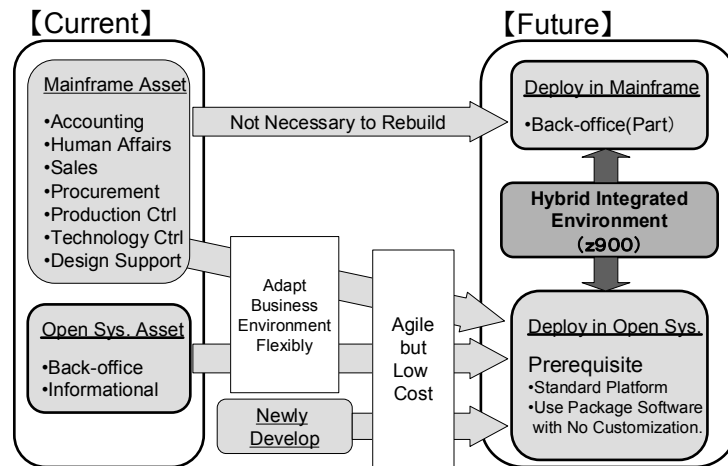 【Current】
【Future】
Mainframe Asset
•Accounting
•Human Affairs
•Sales
•Procurement
•Production Ctrl
•Technology Ctrl
•Design Support
Not Necessary to Rebuild
Deploy in Mainframe
•Back-office(Part)
Hybrid Integrated
Environment
(z900)
Open Sys. Asset
•Back-office
•Informational
Adapt
Business
Environment
Flexibly
Agile
but
Low
Cost
Newly
Develop
Deploy in Open Sys.
Prerequisite
•Standard Platform
•Use Package Software
with No Customization.